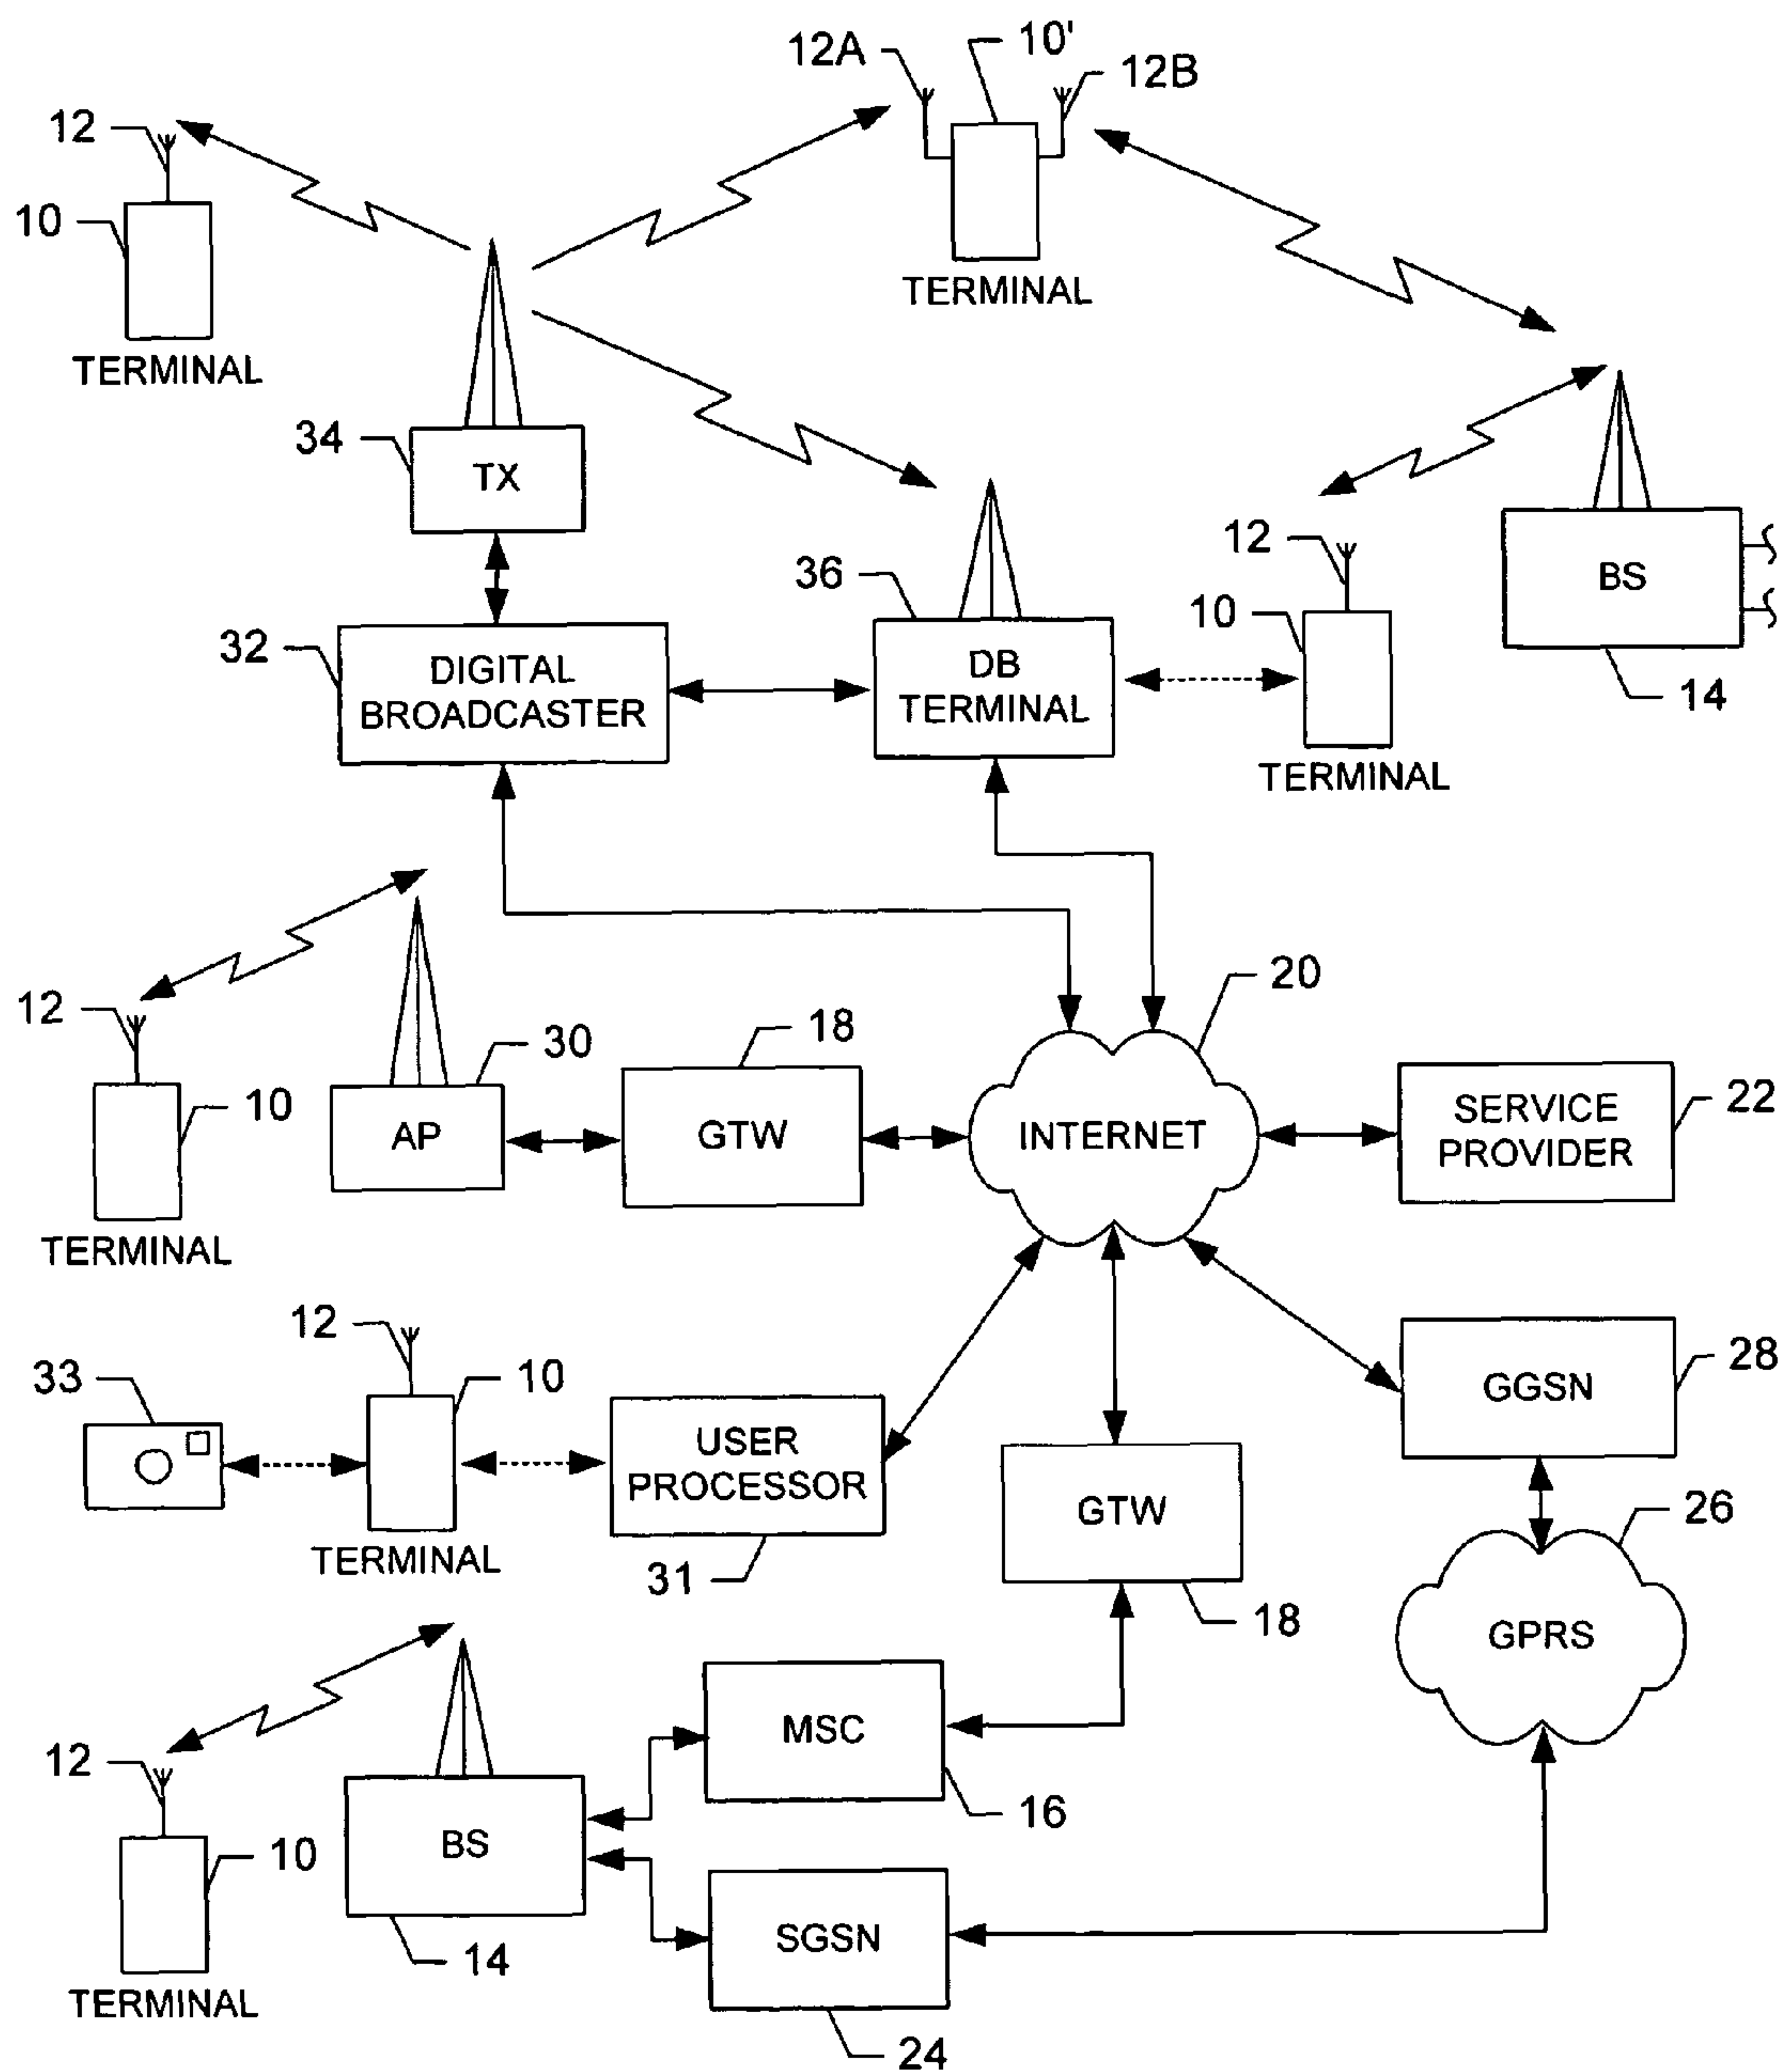 12A
10'
12B
12
10
TERMINAL
TERMINAL
34
TX
12
BS
36
10
32
DIGITAL
BROADCASTER
DB
TERMINAL
14
TERMINAL
20
12
18
30
10
AP
GTW
INTERNET
SERVICE
PROVIDER
22
TERMINAL
12
33
10
28
GGSN
USER
PROCESSOR
GTW
26
TERMINAL
31
18
GPRS
MSC
12
16
10
BS
14
SGSN
TERMINAL
24